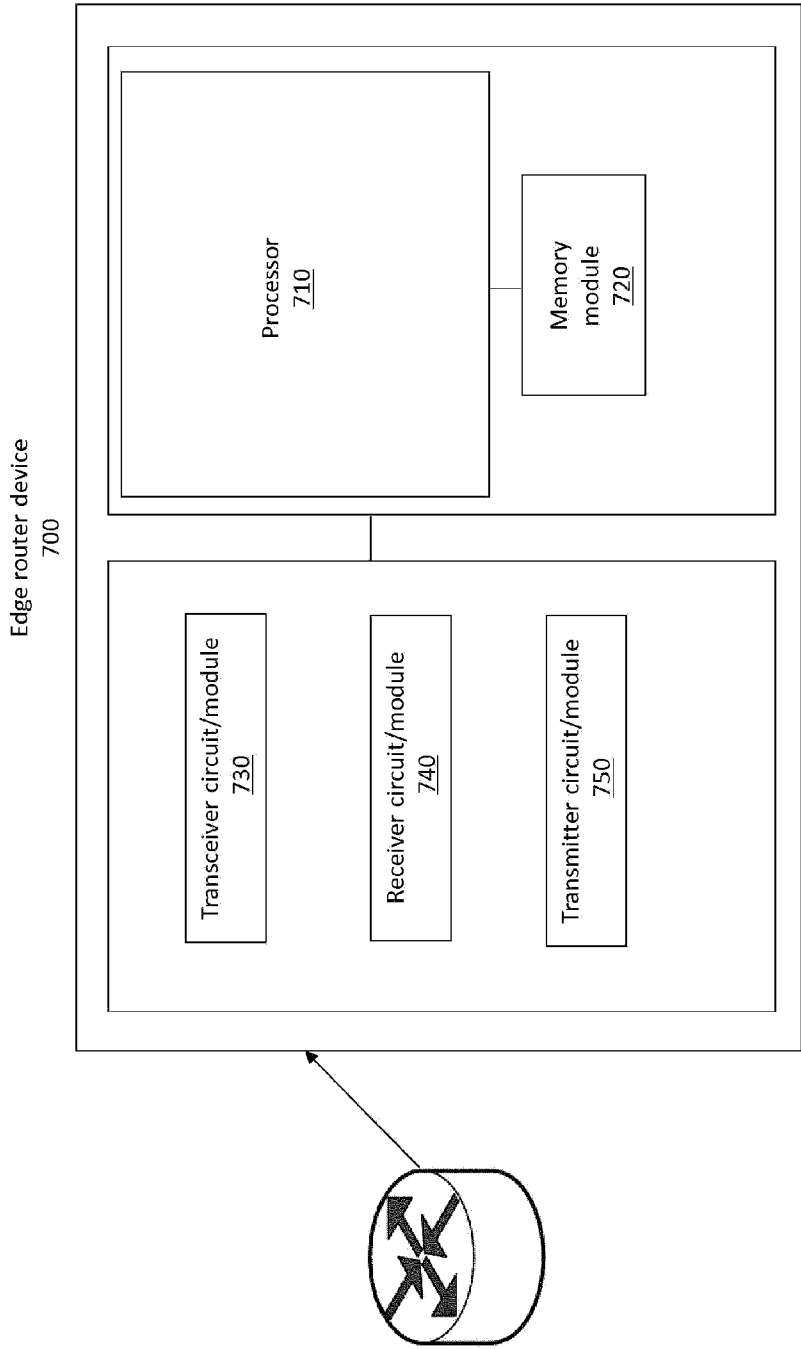 Edge router device
700
Transceiver circuit/module
730
Receiver circuit/module
740
Transmitter circuit/module
750
Processor
710
Memory
module
720